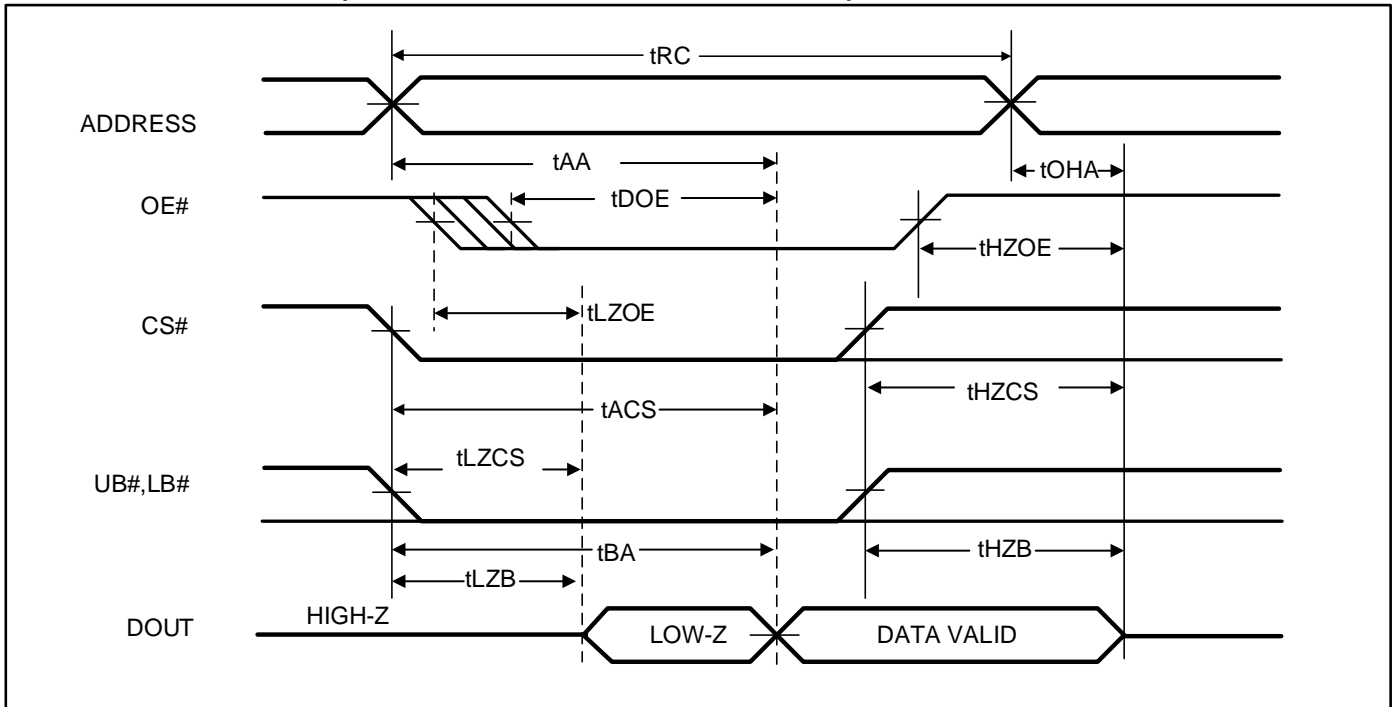 tRC
ADDRESS
tAA
tOHA
OE#
tDOE
tHZOE
tLZOE
CS#
tHZCS
tACS
tLZCS
UB#,LB#
tBA
tHZB
tLZB
HIGH-Z
DOUT
LOW-Z
DATA VALID